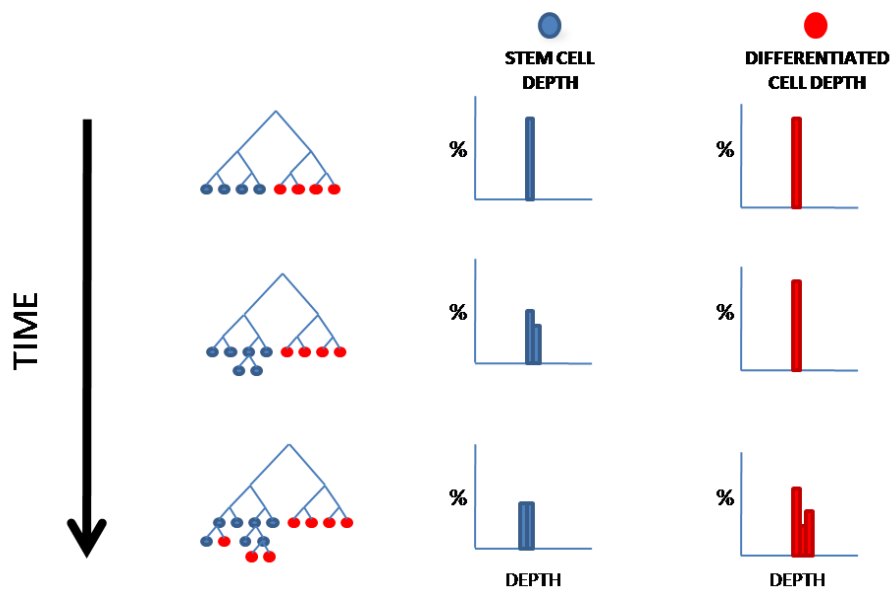 STEM CELL
DEPTH
DIFFERENTIATED
CELL DEPTH
%
%
TIME
%
%
%
%
DEPTH
DEPTH